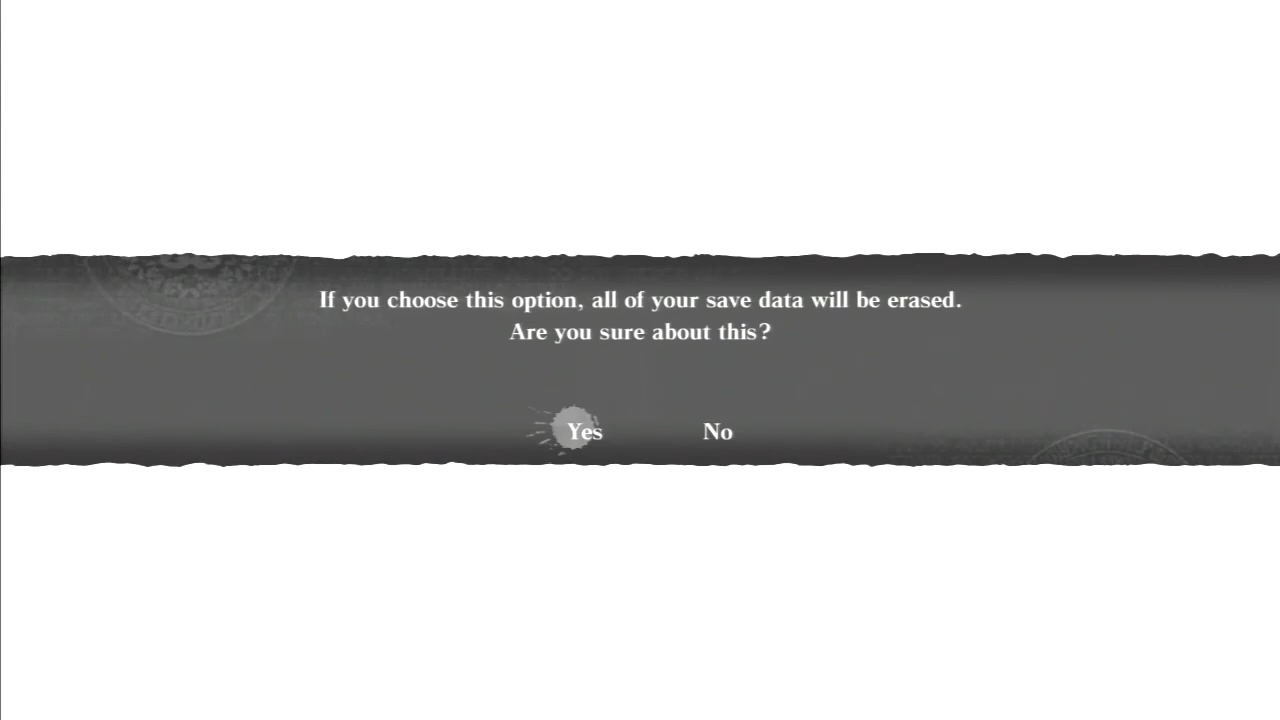 If you choose this option, all of your save data will be erased.
Are you sure about this?
Yes No